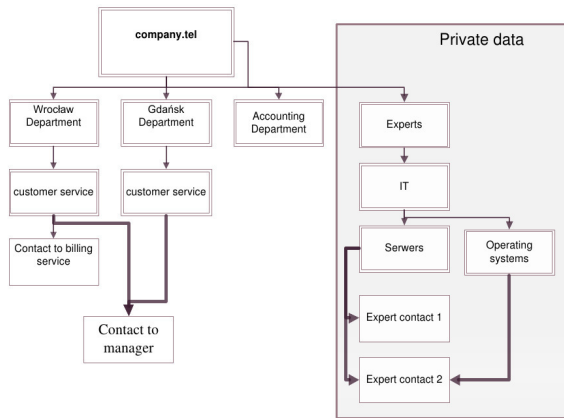 company.tel
Private data
Wrocław
Department
Gdańsk
Department
Accounting
Department
Experts
customer service
customer service
IT
Contact to billing
service
Serwers
Operating
systems
Contact to
manager
Expert contact 1
Expert contact 2